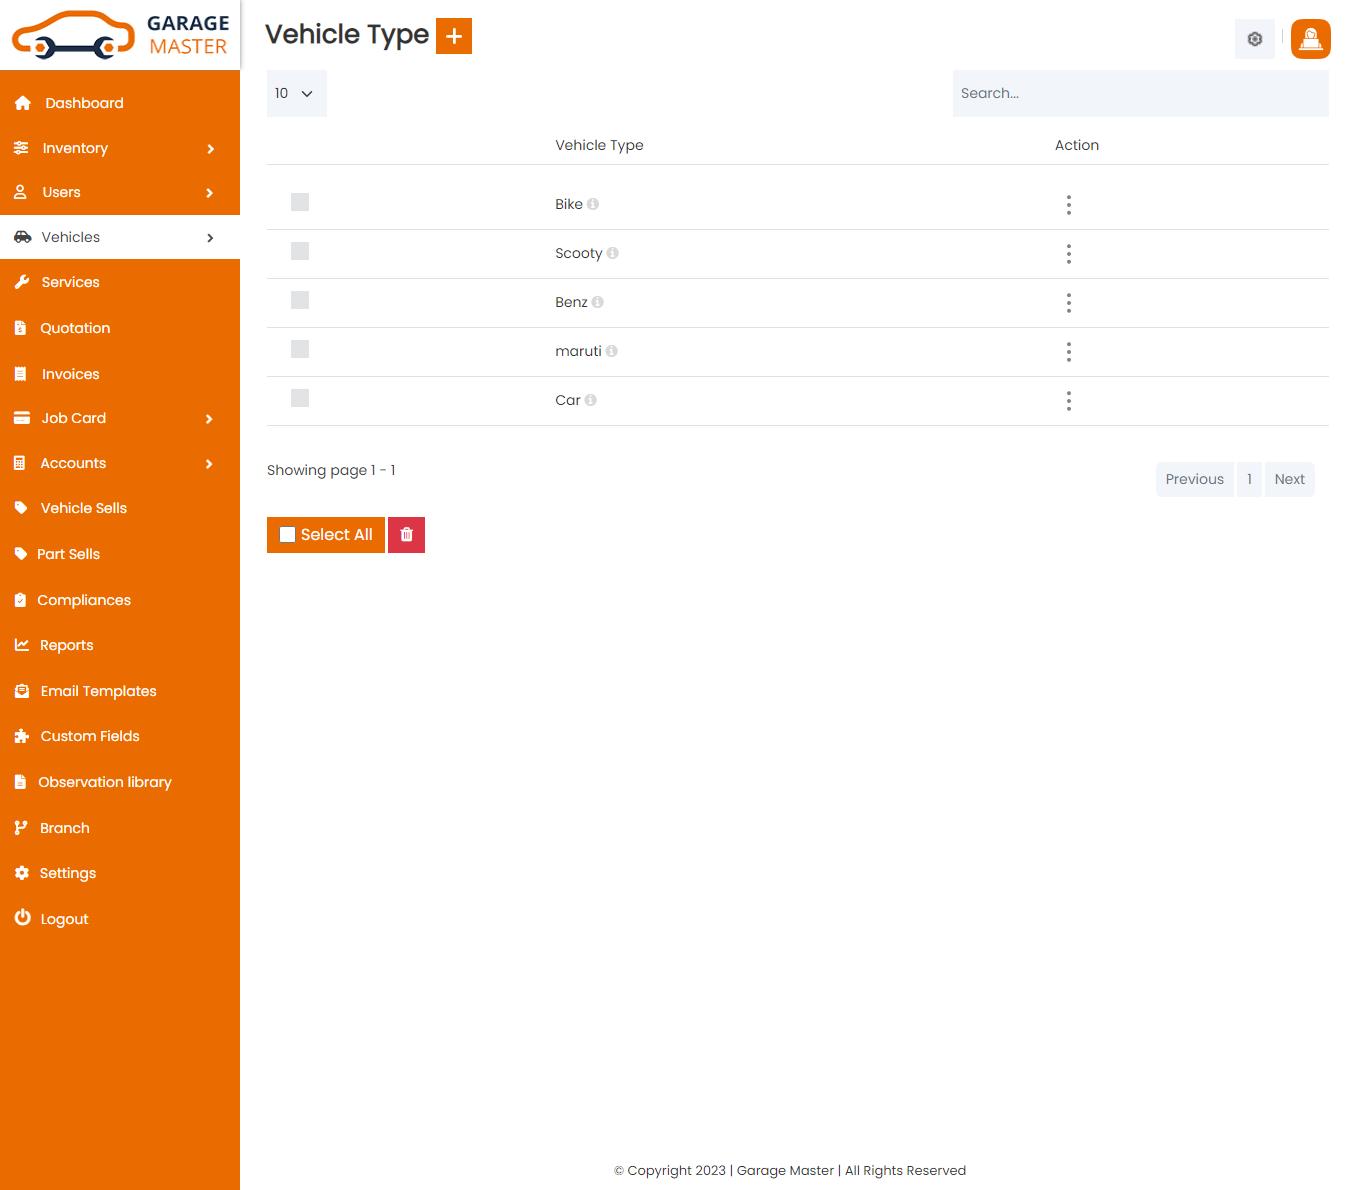 GARAGE
MASTER
Dashboard
Inventory
Users
Vehicles
Services
Quotation
Invoices
Job Card
Accounts
Vehicle Sells
Part Sells
Compliances
Reports
Email Templates
Custom Fields
Observation library
Branch
Settings
Logout
Vehicle Type
10
Search...
Vehicle Type Action
Bike
Scooty
Benz
maruti
Car
Showing page 1 - 1
Previous 1 Next
Select All
© Copyright 2023 | Garage Master | All Rights Reserved